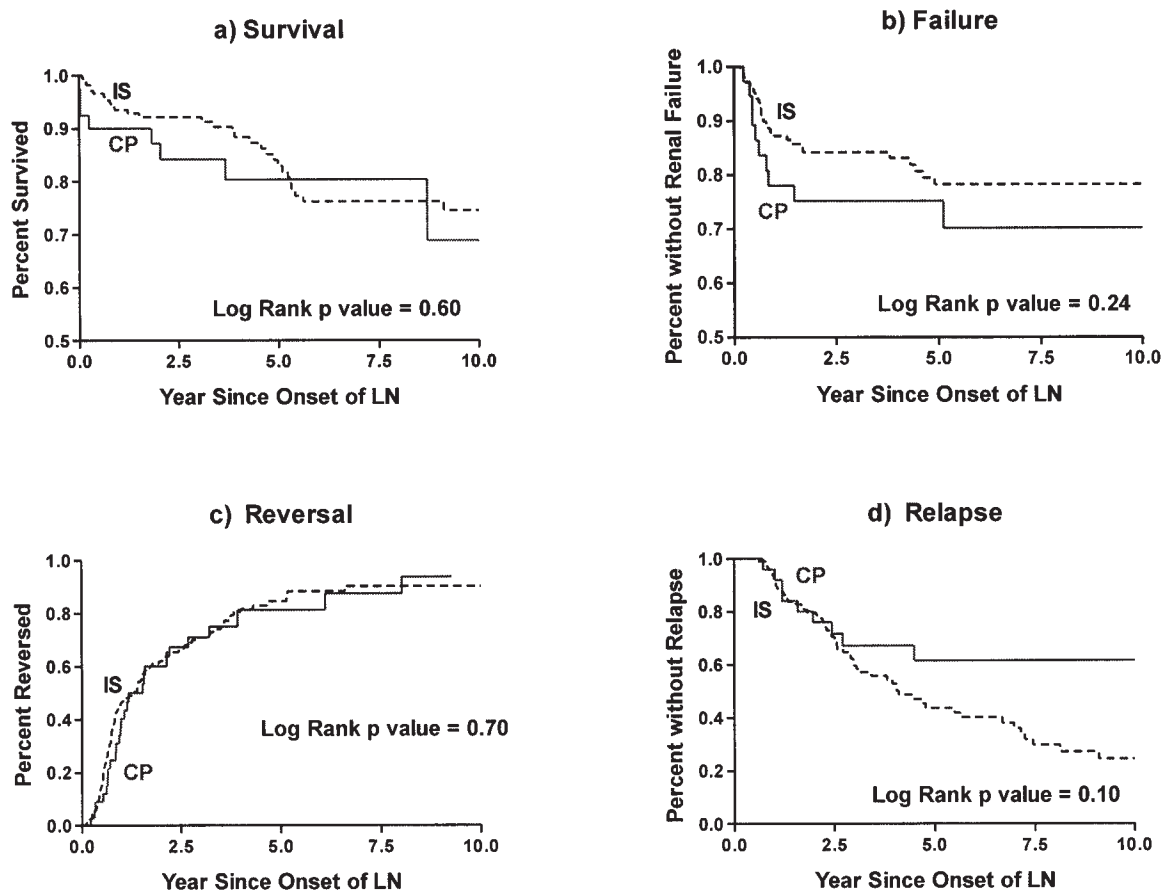 a) Survival
Percent Survived
1.0
0.9
0.8
0.7
0.6
0.5
IS
CP
Log Rank p value = 0.60
0.0 2.5 5.0 7.5 10.0
Year Since Onset of LN
b) Failure
Percent without Renal Failure
1.0
0.9
0.8
0.7
0.6
0.5
IS
CP
Log Rank p value = 0.24
0.0 2.5 5.0 7.5 10.0
Year Since Onset of LN
c) Reversal
Percent Reversed
1.0
0.8
0.6
0.4
0.2
0.0
IS
CP
Log Rank p value = 0.70
0.0 2.5 5.0 7.5 10.0
Year Since Onset of LN
d) Relapse
Percent without Relapse
1.0
0.8
0.6
0.4
0.2
0.0
CP
IS
Log Rank p value = 0.10
0.0 2.5 5.0 7.5 10.0
Year Since Onset of LN